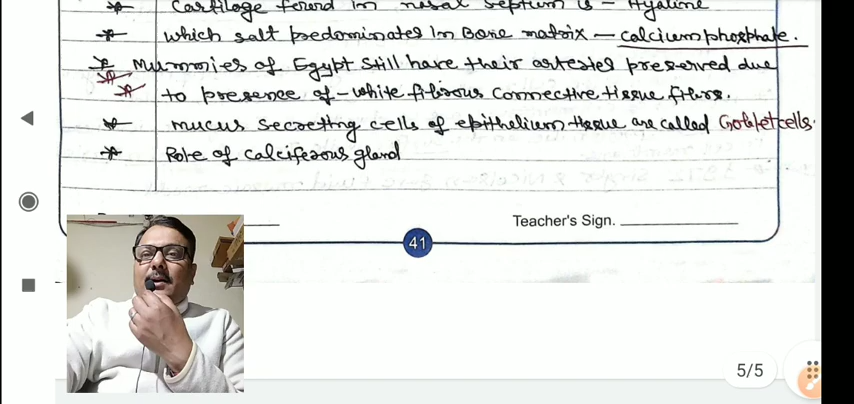 * Cartilage found in nasal septum is - Hyaline
* which salt predominates in Bone matrix - calcium phosphate.
* Mummies of Egypt still have their arteries preserved due
to presence of - white fibrous connective tissue fibers.
* mucus secreting cells of epithelium tissue are called Goblet cells.
* Role of calciferous gland
Teacher's Sign.
41
5/5